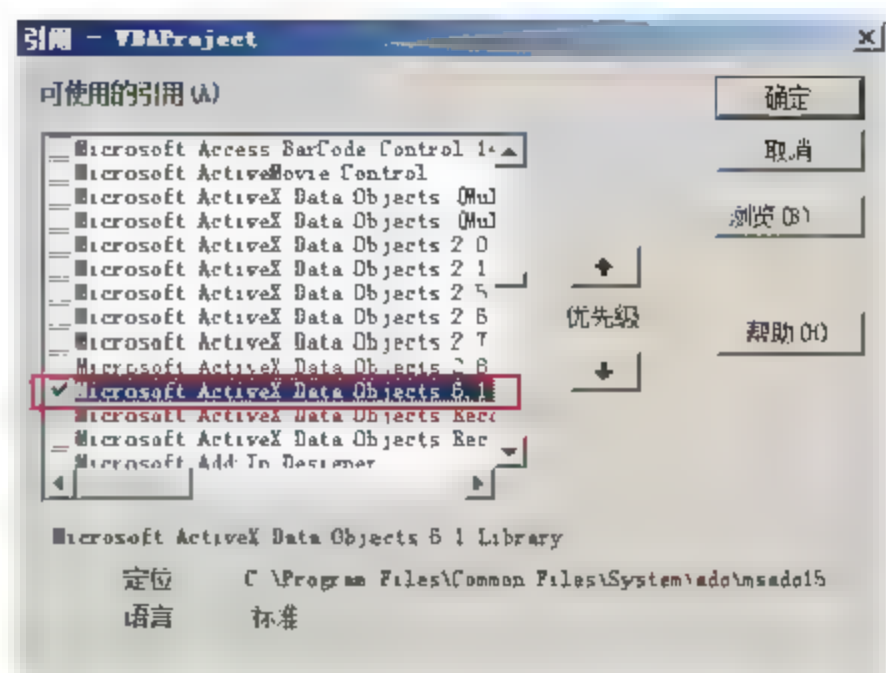 引用 - VBAProject
可使用的引用(A)
确定
Microsoft Access BarCode Control 14
取消
Microsoft ActiveMovie Control
Microsoft ActiveX Data Objects (Mul
浏览(B)
Microsoft ActiveX Data Objects (Mul
Microsoft ActiveX Data Objects 2 0
Microsoft ActiveX Data Objects 2 1
Microsoft ActiveX Data Objects 2 5
优先级
Microsoft ActiveX Data Objects 2 6
帮助(H)
Microsoft ActiveX Data Objects 2 7
Microsoft ActiveX Data Objects 2 8
Microsoft ActiveX Data Objects 6.1
Microsoft ActiveX Data Objects Reco
Microsoft ActiveX Data Objects Rec
Microsoft Add In Designer
Microsoft ActiveX Data Objects 6 1 Library
定位 C \Program Files\Common Files\System\ado\msado15
语言 标准